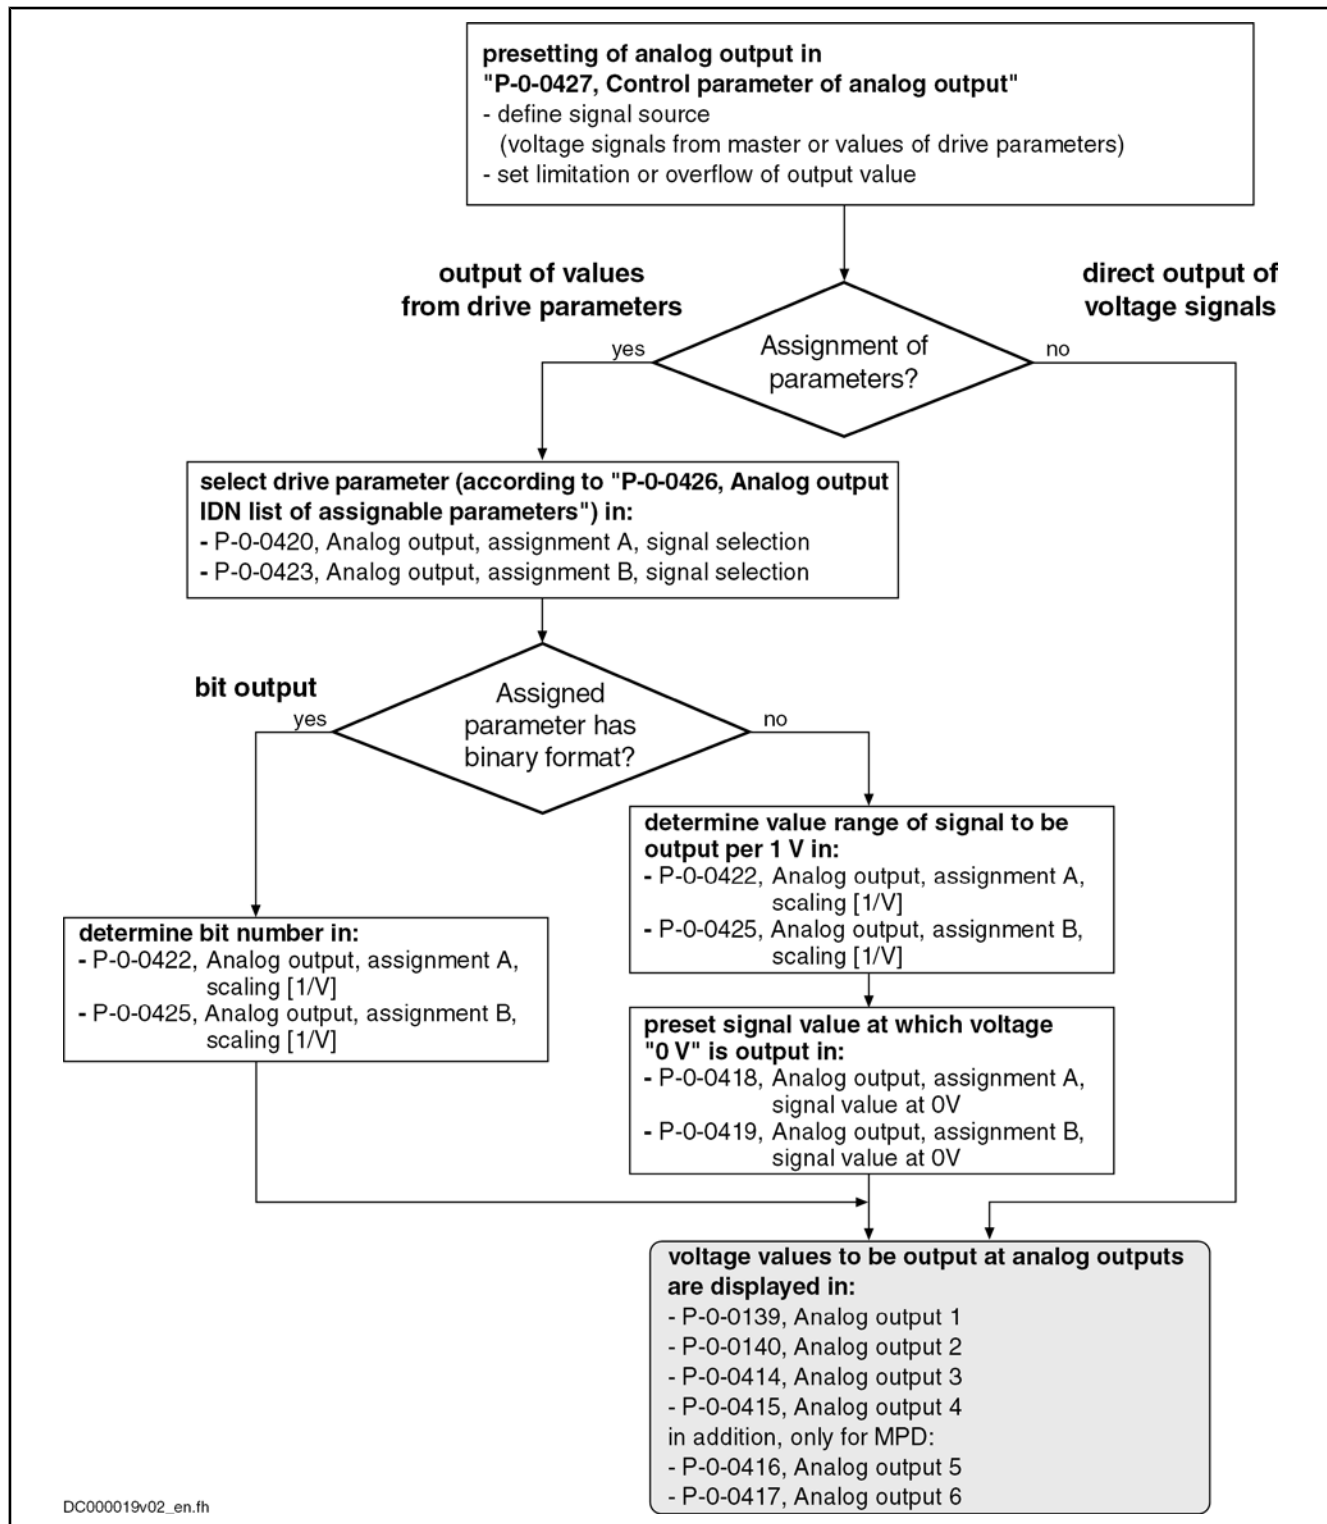 presetting of analog output in
"P-0-0427, Control parameter of analog output"
- define signal source
(voltage signals from master or values of drive parameters)
- set limitation or overflow of output value
output of values
from drive parameters
direct output of
voltage signals
yes
Assignment of
parameters?
no
select drive parameter (according to "P-0-0426, Analog output
IDN list of assignable parameters") in:
- P-0-0420, Analog output, assignment A, signal selection
- P-0-0423, Analog output, assignment B, signal selection
bit output
yes
Assigned
parameter has
binary format?
no
determine value range of signal to be
output per 1 V in:
- P-0-0422, Analog output, assignment A,
scaling [1/V]
- P-0-0425, Analog output, assignment B,
scaling [1/V]
determine bit number in:
- P-0-0422, Analog output, assignment A,
scaling [1/V]
- P-0-0425, Analog output, assignment B,
scaling [1/V]
preset signal value at which voltage
"0 V" is output in:
- P-0-0418, Analog output, assignment A,
signal value at 0V
- P-0-0419, Analog output, assignment B,
signal value at 0V
voltage values to be output at analog outputs
are displayed in:
- P-0-0139, Analog output 1
- P-0-0140, Analog output 2
- P-0-0414, Analog output 3
- P-0-0415, Analog output 4
in addition, only for MPD:
- P-0-0416, Analog output 5
- P-0-0417, Analog output 6
DC000019v02_en.fh